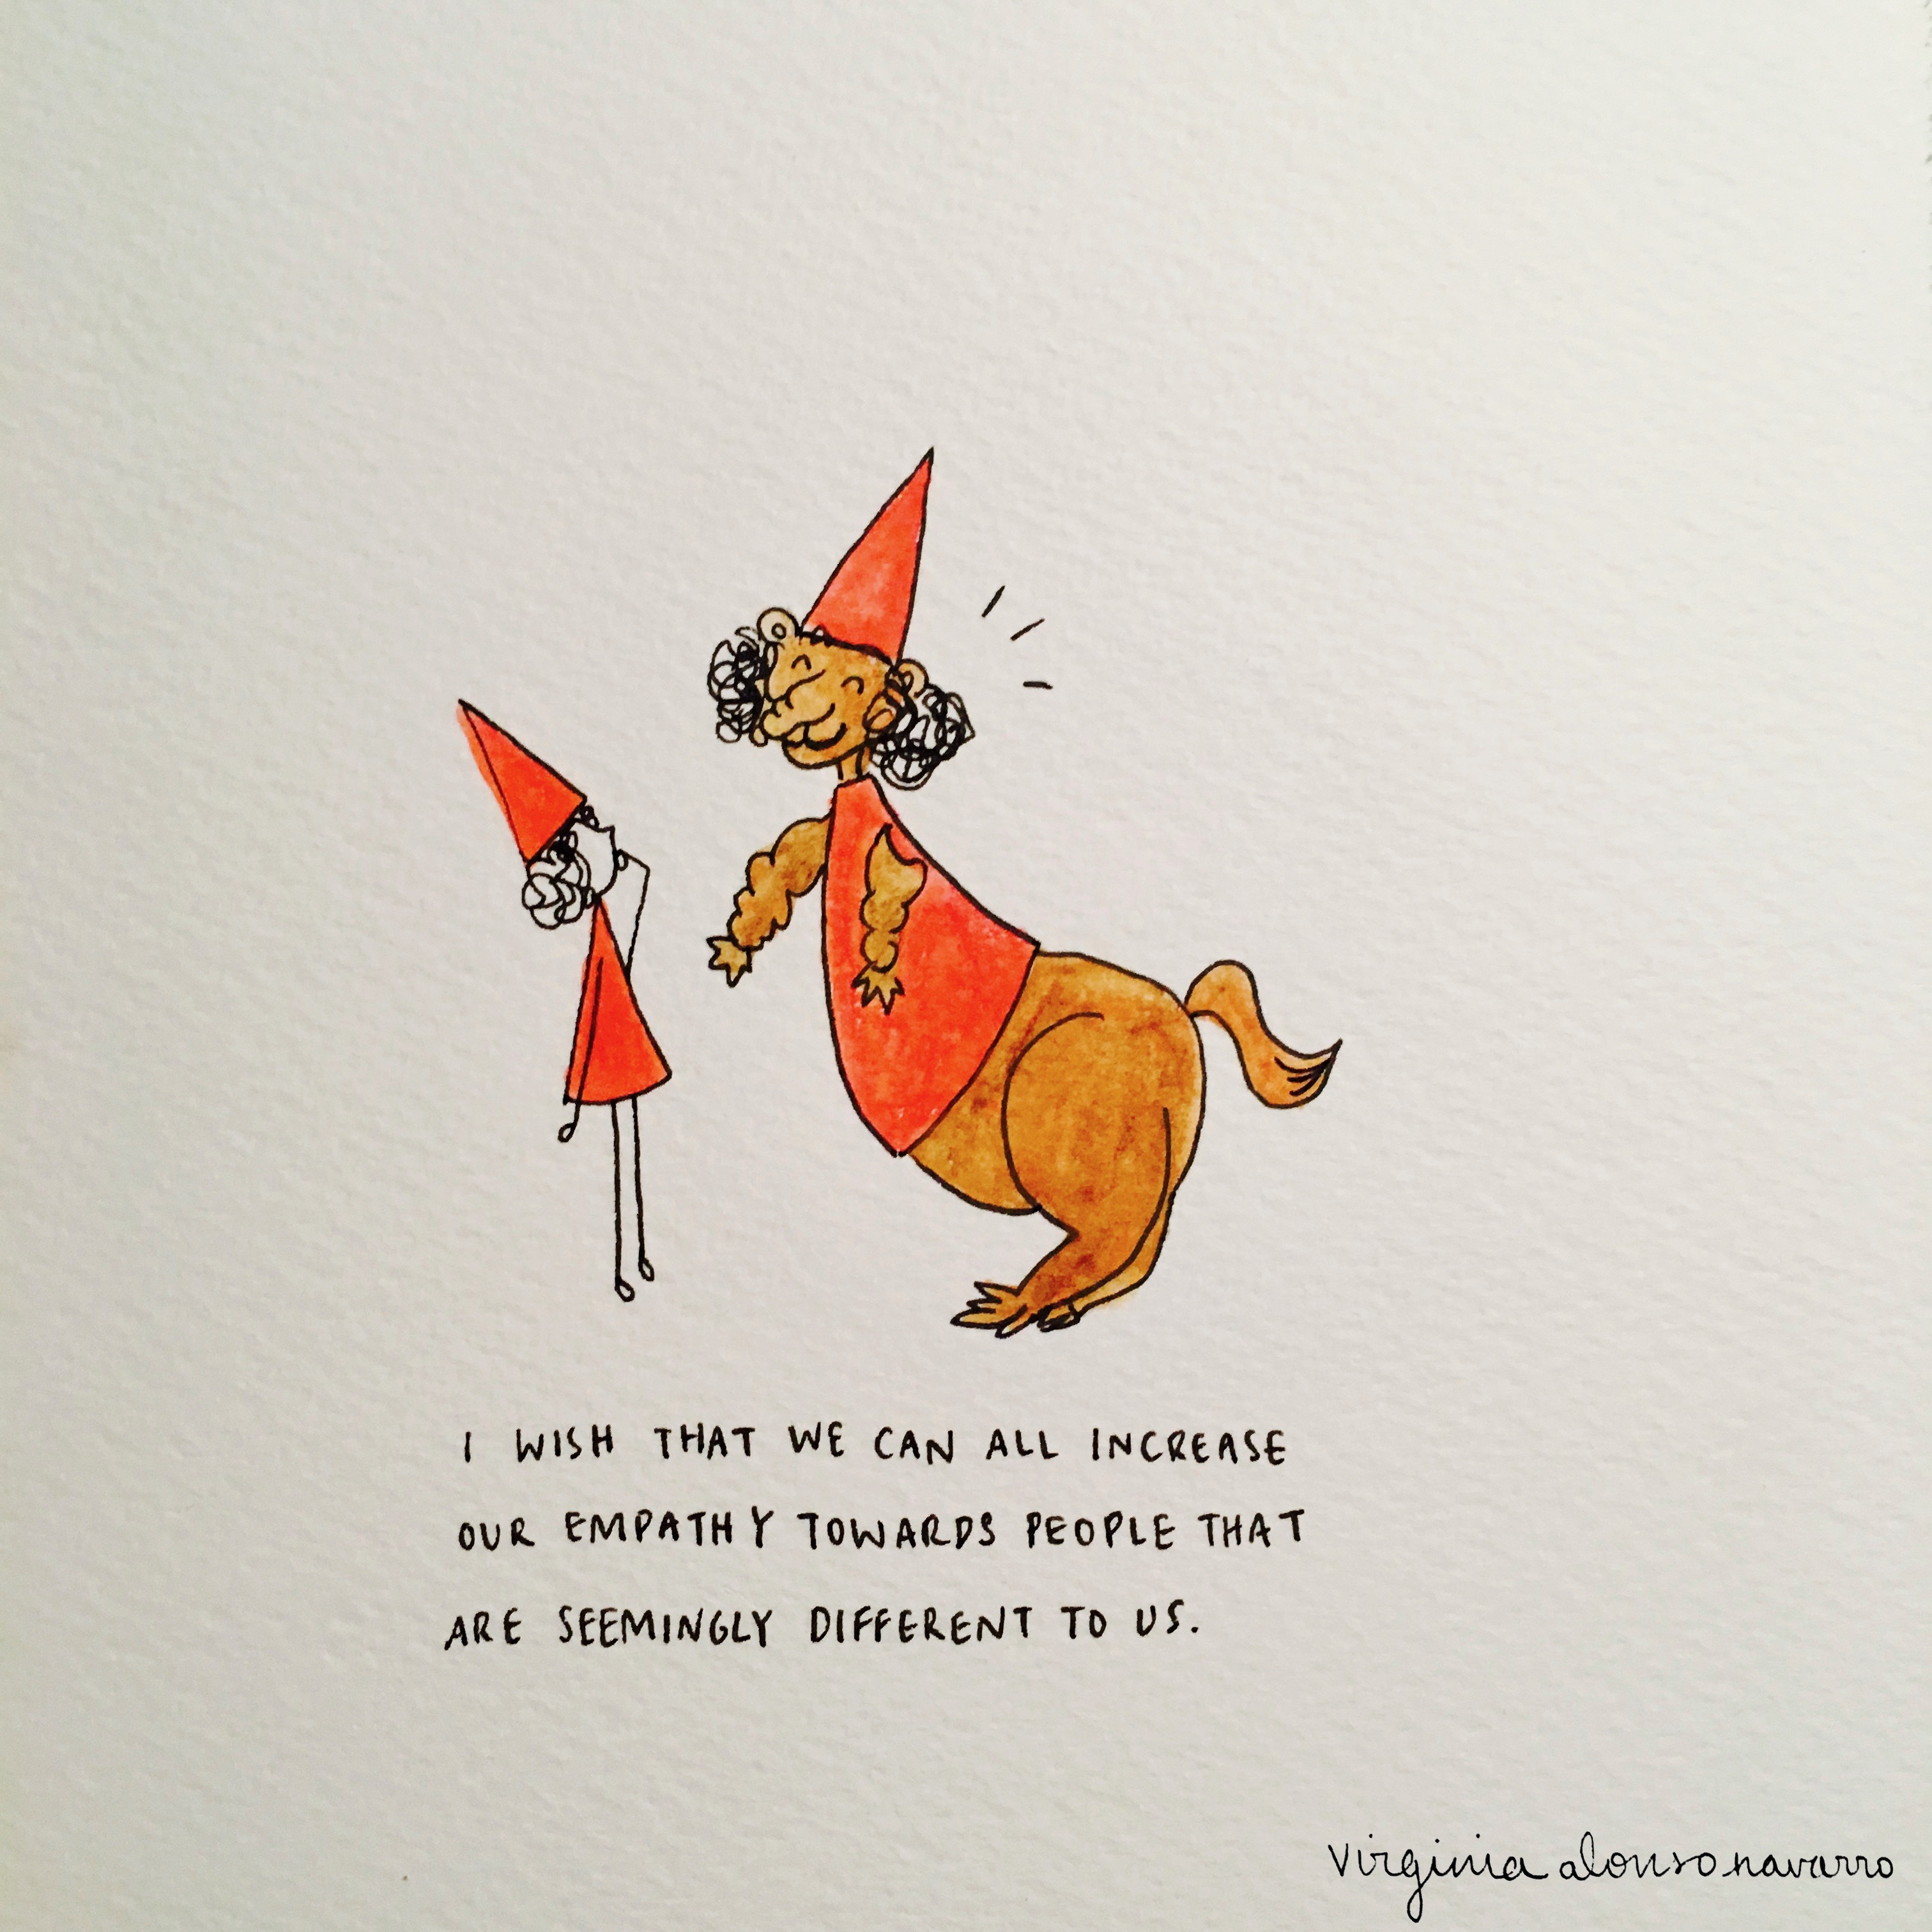 I WISH THAT WE CAN ALL INCREASE
OUR EMPATHY TOWARDS PEOPLE THAT
ARE SEEMINGLY DIFFERENT TO US.
virginia alonso navarro